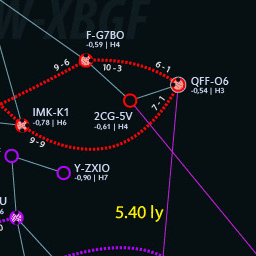 W-XBGF
F-G7BO
-0,59 | H4
9 - 6
10 - 3
6 - 1
QFF-O6
-0,54 | H3
7 - 1
IMK-K1
-0,78 | H6
2CG-5V
-0,61 | H4
9 - 9
Y-ZXIO
-0,90 | H7
U
5.40 ly